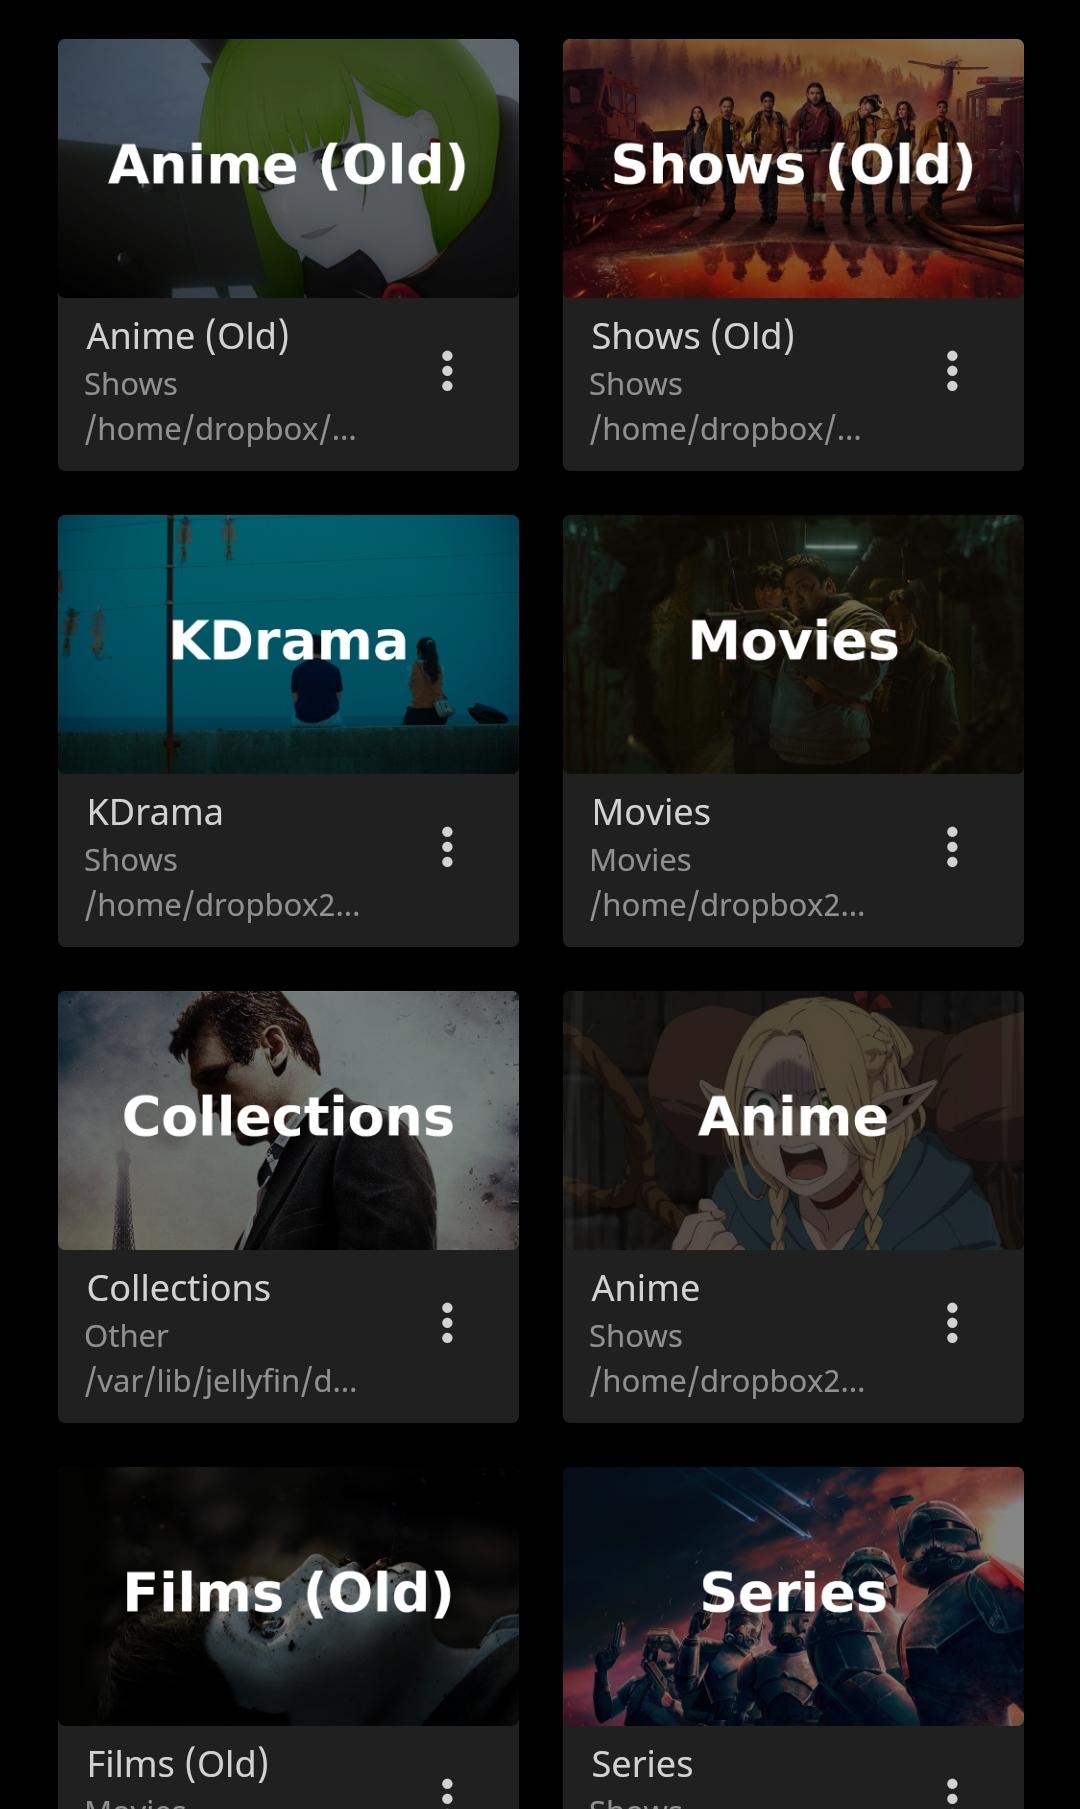 Anime (Old)
Anime (Old)
Shows
/home/dropbox/...
Shows (Old)
Shows (Old)
Shows
/home/dropbox/...
KDrama
KDrama
Shows
/home/dropbox2...
Movies
Movies
Movies
/home/dropbox2...
Collections
Collections
Other
/var/lib/jellyfin/d...
Anime
Anime
Shows
/home/dropbox2...
Films (Old)
Films (Old)
Movies
Series
Series
Shows